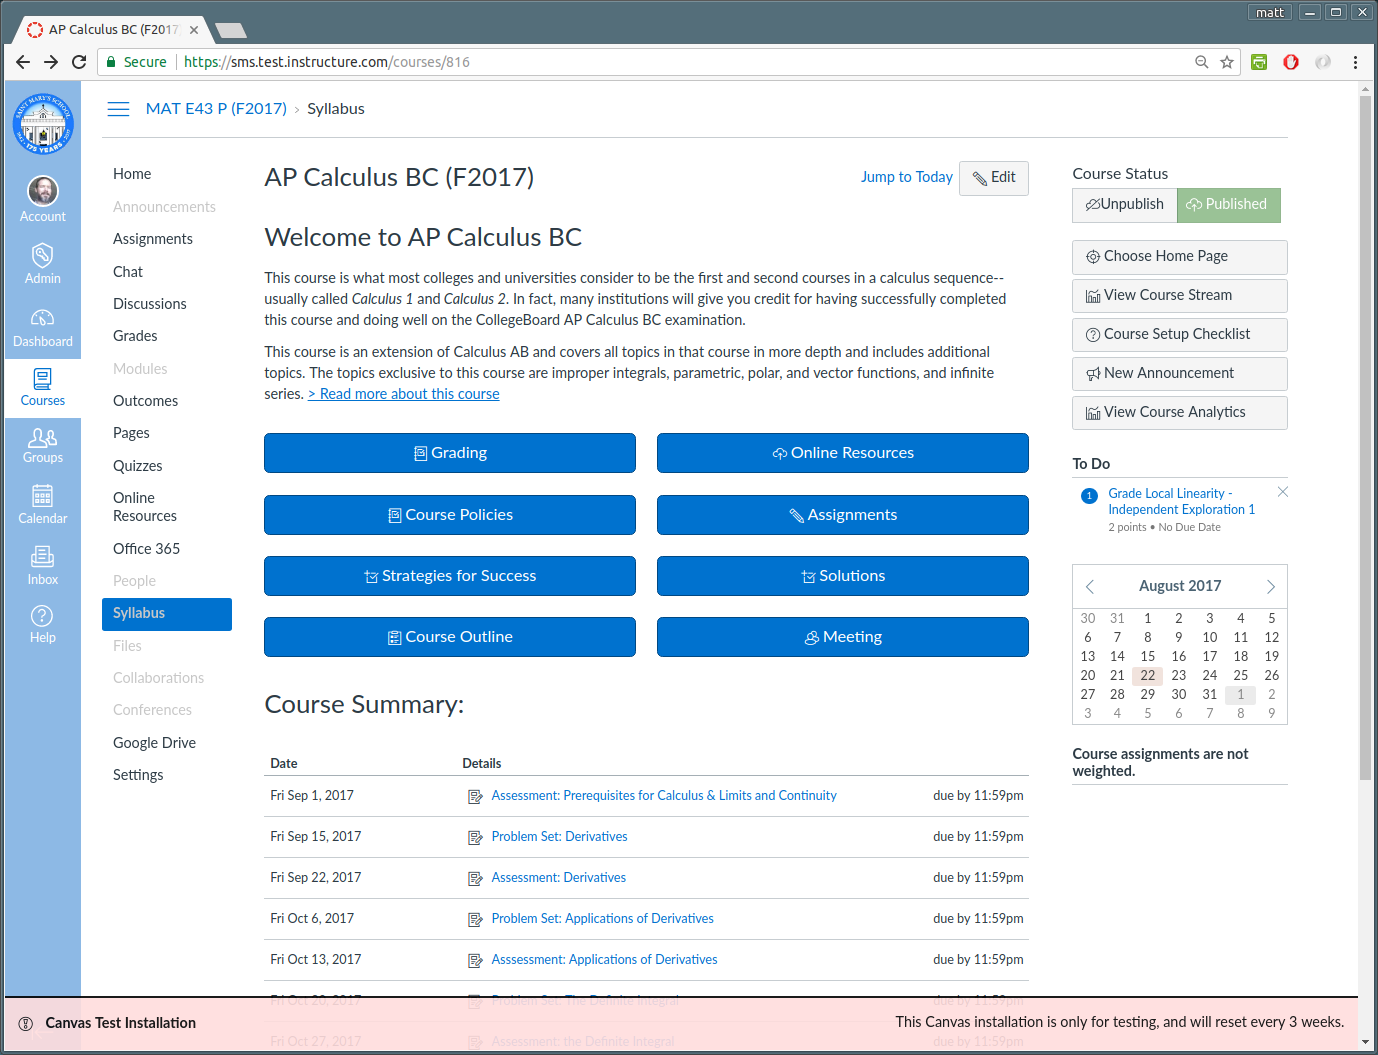 matt
AP Calculus BC (F2017
Secure
https://sms.test.instructure.com/courses/816
SAINT MARY'S SCHOOL
175 YEARS
MAT E43 P (F2017) › Syllabus
Account
Admin
Dashboard
Courses
Groups
Calendar
Inbox
Help
Home
Announcements
Assignments
Chat
Discussions
Grades
Modules
Outcomes
Pages
Quizzes
Online
Resources
Office 365
People
Syllabus
Files
Collaborations
Conferences
Google Drive
Settings
AP Calculus BC (F2017)
Jump to Today
Edit
Welcome to AP Calculus BC
This course is what most colleges and universities consider to be the first and second courses in a calculus sequence--
usually called Calculus 1 and Calculus 2. In fact, many institutions will give you credit for having successfully completed
this course and doing well on the CollegeBoard AP Calculus BC examination.
This course is an extension of Calculus AB and covers all topics in that course in more depth and includes additional
topics. The topics exclusive to this course are improper integrals, parametric, polar, and vector functions, and infinite
series. > Read more about this course
Grading
Online Resources
Course Policies
Assignments
Strategies for Success
Solutions
Course Outline
Meeting
Course Summary:
Date Details
Fri Sep 1, 2017 Assessment: Prerequisites for Calculus & Limits and Continuity due by 11:59pm
Fri Sep 15, 2017 Problem Set: Derivatives due by 11:59pm
Fri Sep 22, 2017 Assessment: Derivatives due by 11:59pm
Fri Oct 6, 2017 Problem Set: Applications of Derivatives due by 11:59pm
Fri Oct 13, 2017 Asssessment: Applications of Derivatives due by 11:59pm
Fri Oct 20, 2017 Problem Set: The Definite Integral due by 11:59pm
Fri Oct 27, 2017 Assessment: the Definite Integral due by 11:59pm
Course Status
Unpublish
Published
Choose Home Page
View Course Stream
Course Setup Checklist
New Announcement
View Course Analytics
To Do
1
Grade Local Linearity -
Independent Exploration 1
2 points • No Due Date
August 2017
30 31 1 2 3 4 5
6 7 8 9 10 11 12
13 14 15 16 17 18 19
20 21 22 23 24 25 26
27 28 29 30 31 1 2
3 4 5 6 7 8 9
Course assignments are not
weighted.
Canvas Test Installation
This Canvas installation is only for testing, and will reset every 3 weeks.